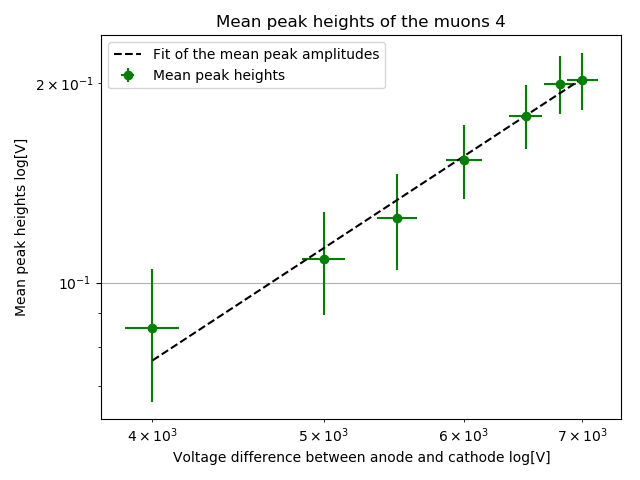 Mean peak heights of the muons 4
Fit of the mean peak amplitudes
Mean peak heights
Mean peak heights log[V]
2 × 10⁻¹
10⁻¹
4 × 10³
5 × 10³
6 × 10³
7 × 10³
Voltage difference between anode and cathode log[V]